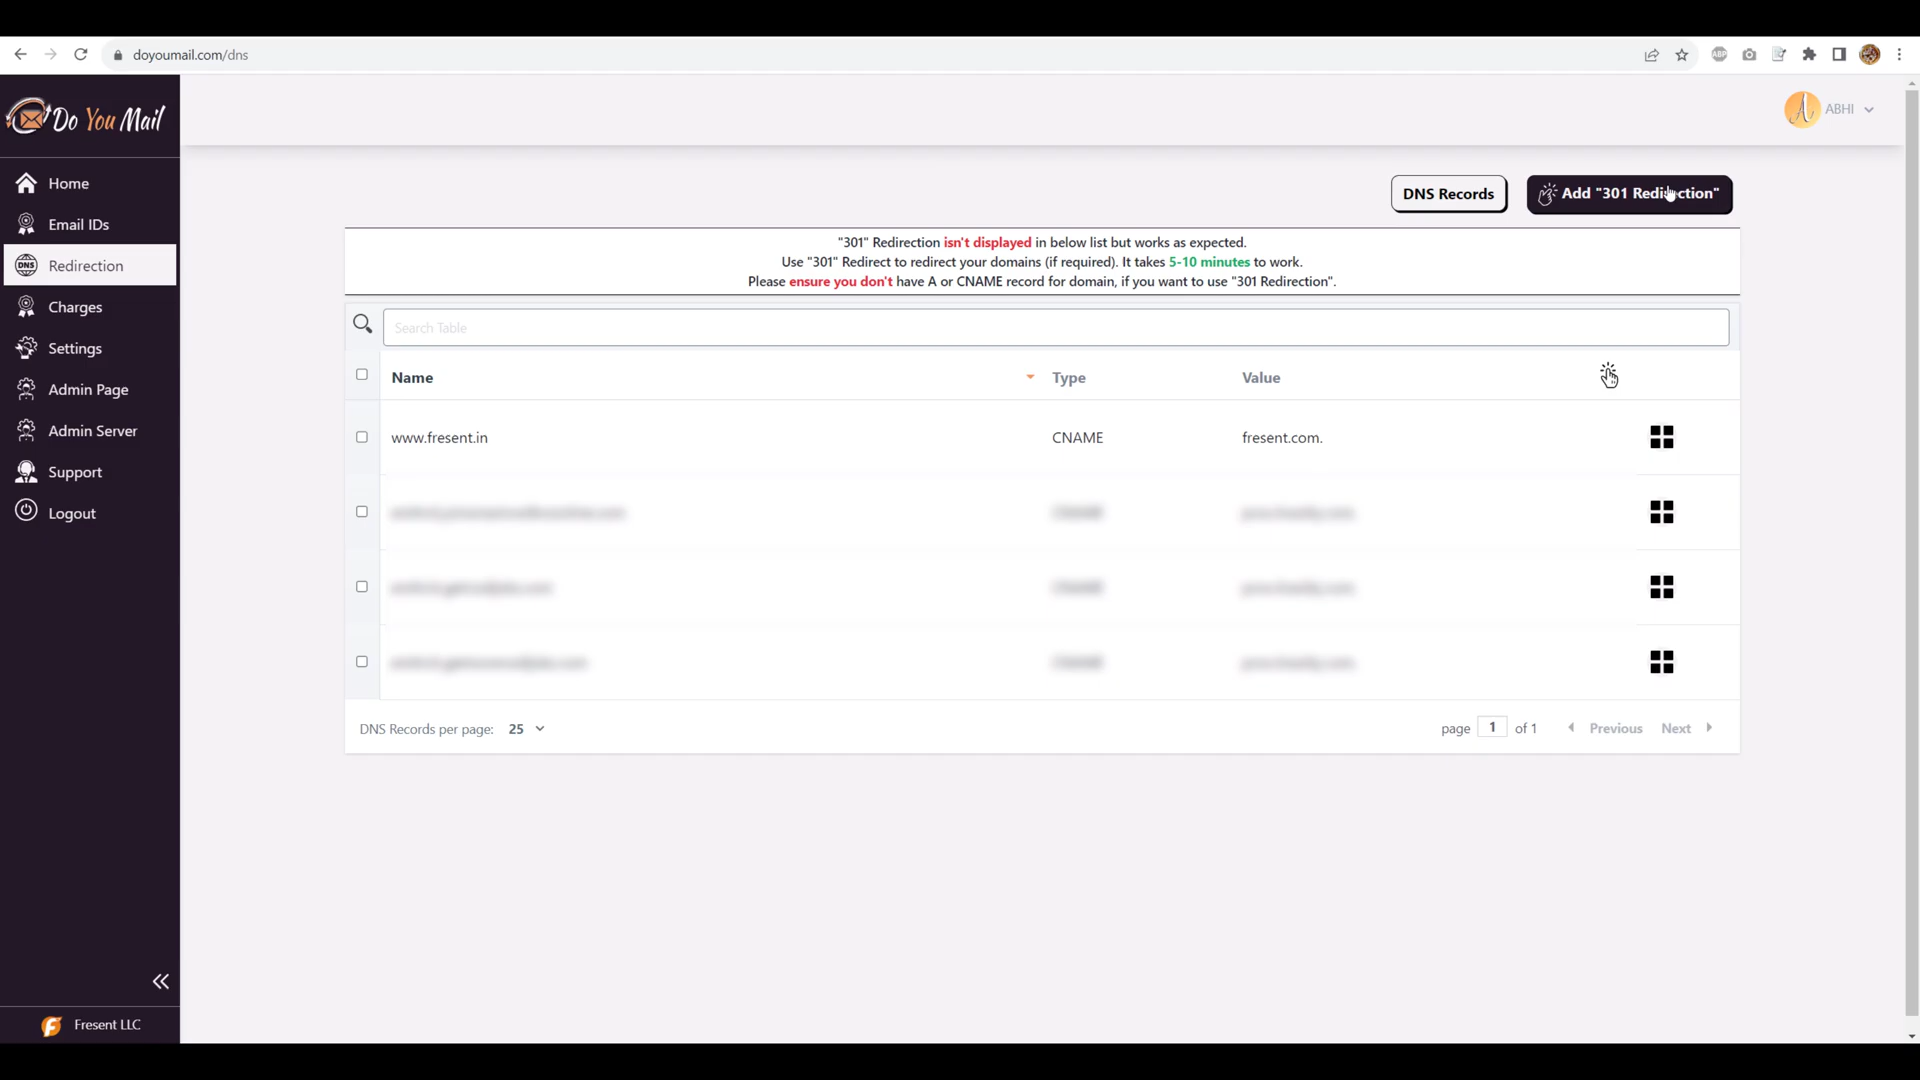 doyoumail.com/dns
ABP
Do You Mail
A ABHI
Home
Email IDs
DNS Redirection
Charges
Settings
Admin Page
Admin Server
Support
Logout
Fresent LLC
DNS Records
Add "301 Redirection"
"301" Redirection isn't displayed in below list but works as expected.
Use "301" Redirect to redirect your domains (if required). It takes 5-10 minutes to work.
Please ensure you don't have A or CNAME record for domain, if you want to use "301 Redirection".
Search Table
Name Type Value
www.fresent.in CNAME fresent.com.
DNS Records per page: 25
page 1 of 1 Previous Next